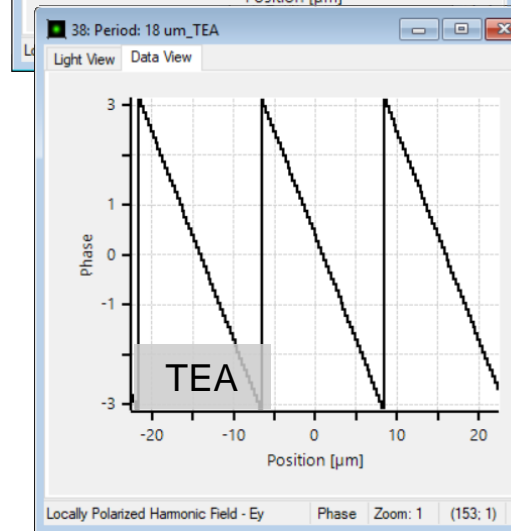 Position [µm]
38: Period: 18 um_TEA
Light View Data View
3
1
0
-1
-3
Phase
TEA
-20 -10 0 10 20
Position [µm]
Locally Polarized Harmonic Field - Ey Phase Zoom: 1 (153; 1)